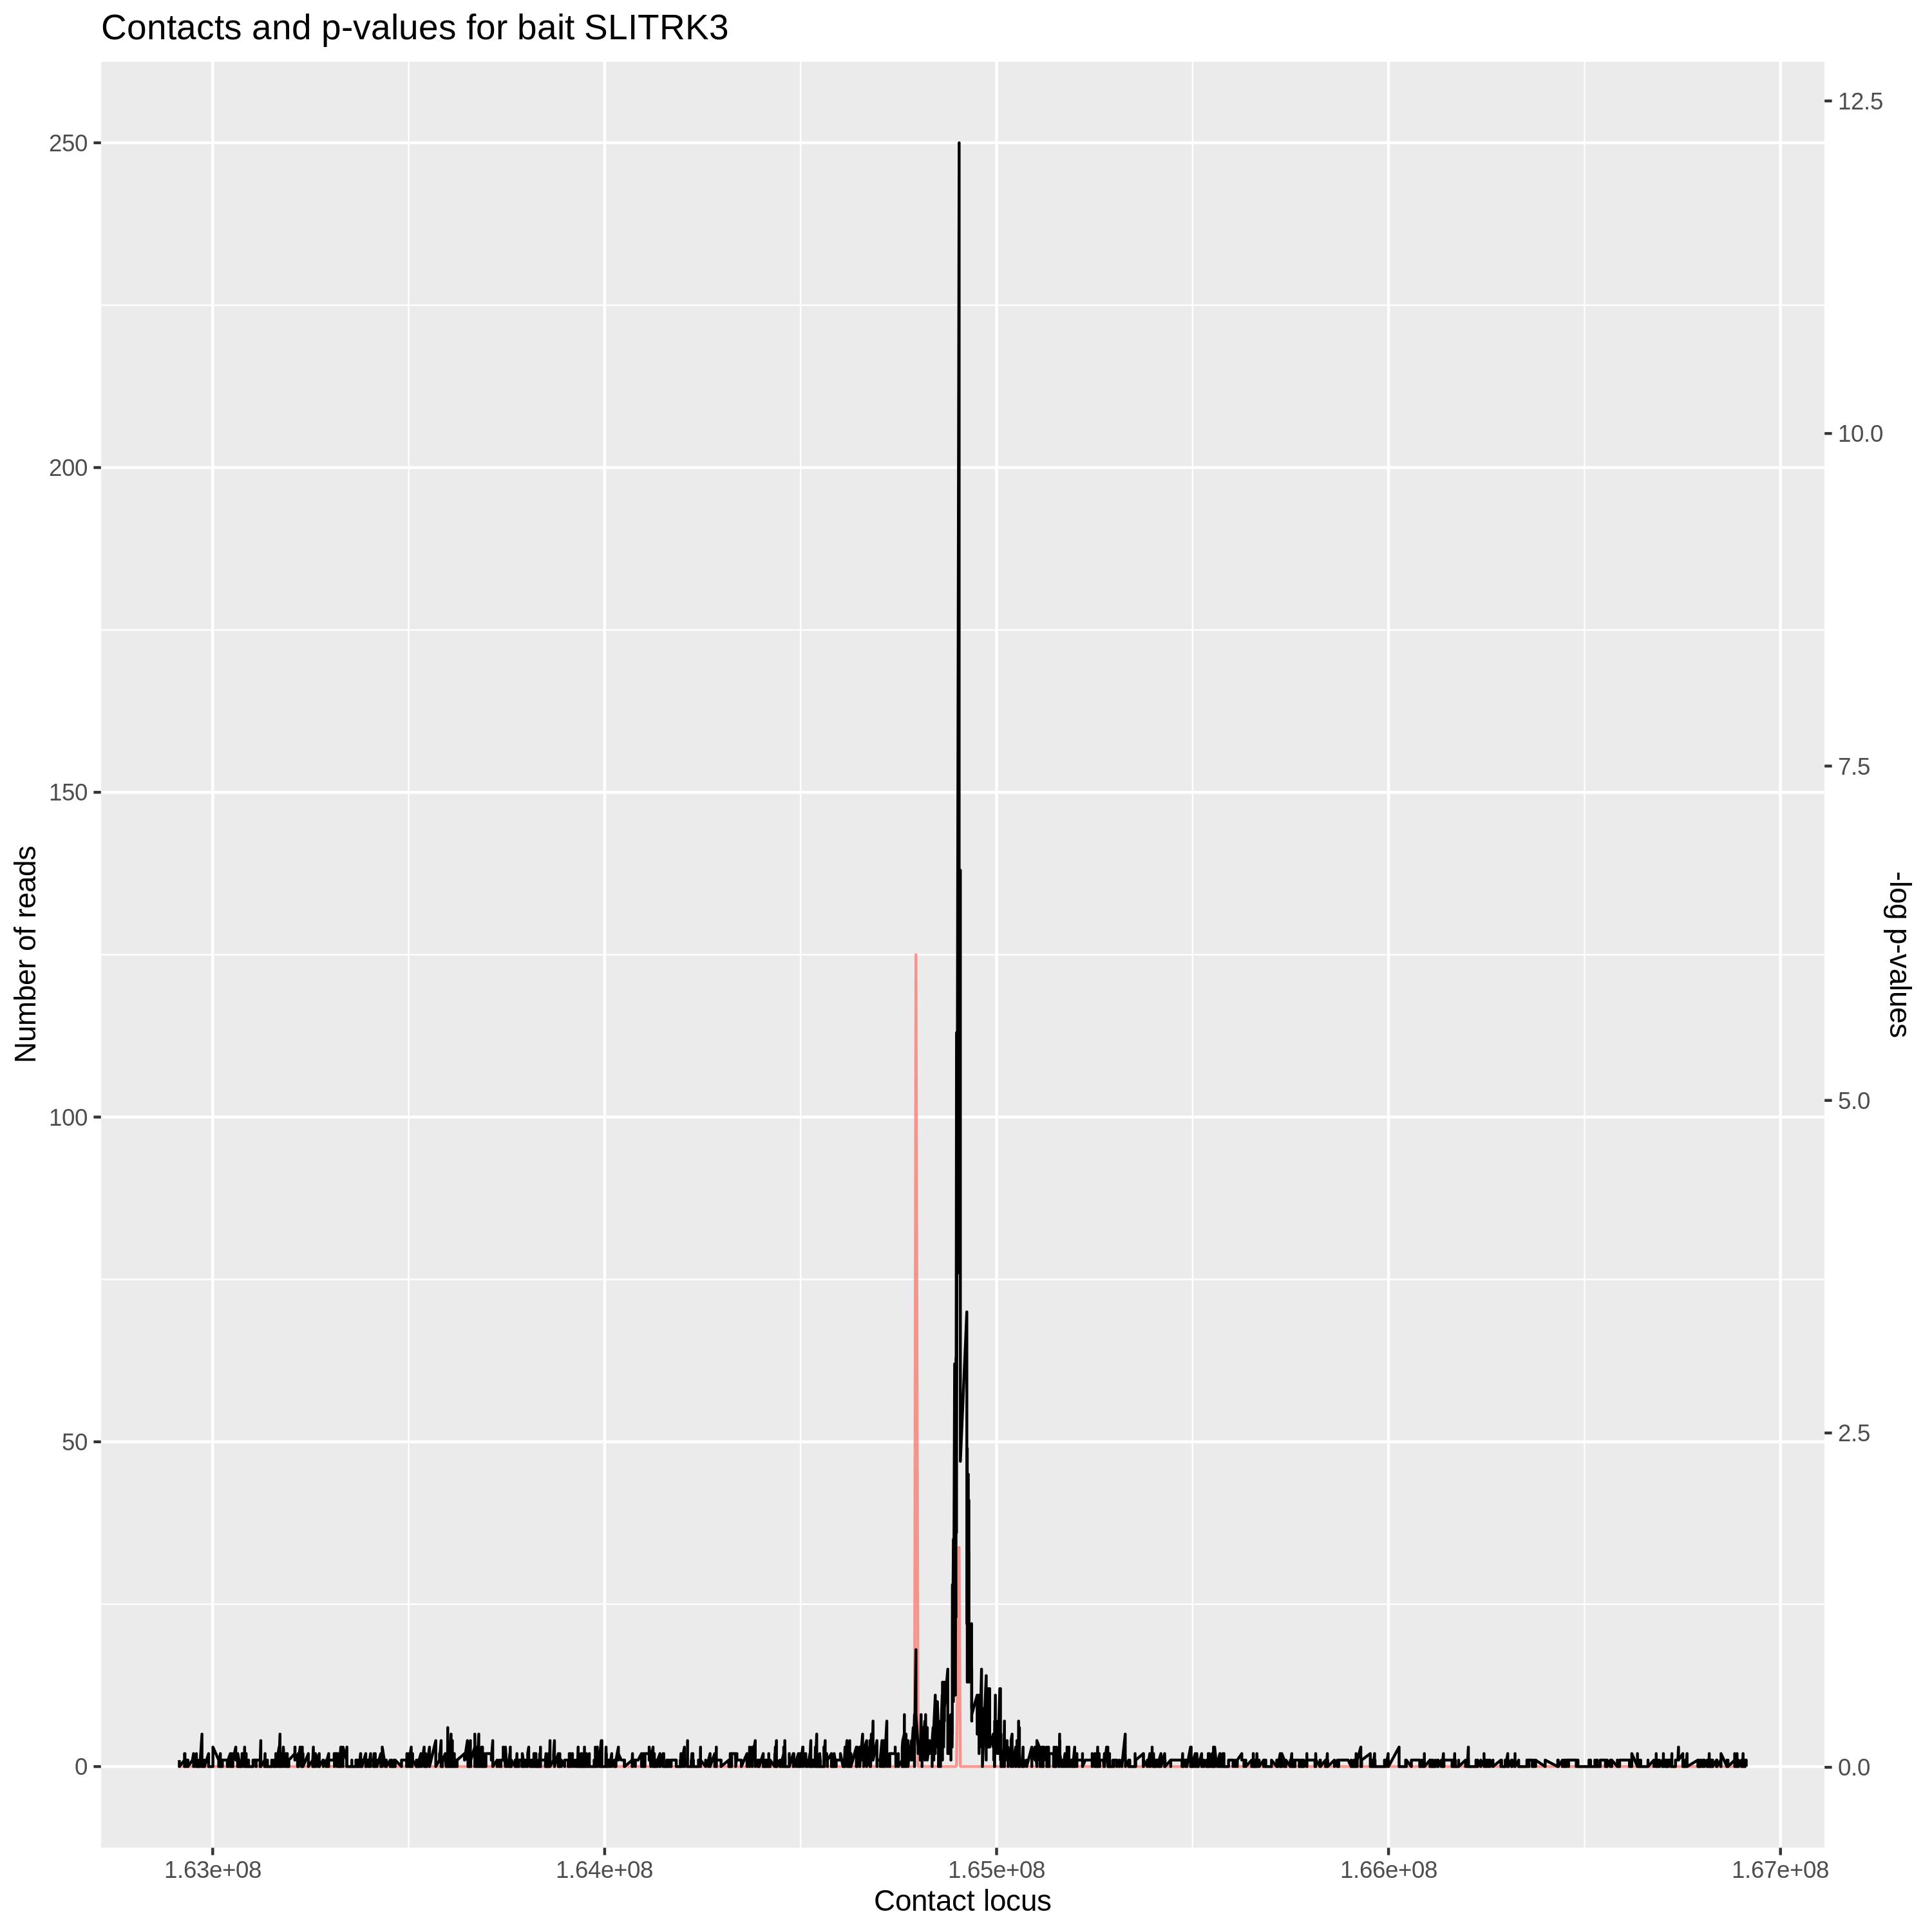 Contacts and p-values for bait SLITRK3
250
200
150
100
50
0
Number of reads
12.5
10.0
7.5
5.0
2.5
0.0
-log p-values
1.63e+08
1.64e+08
1.65e+08
1.66e+08
1.67e+08
Contact locus